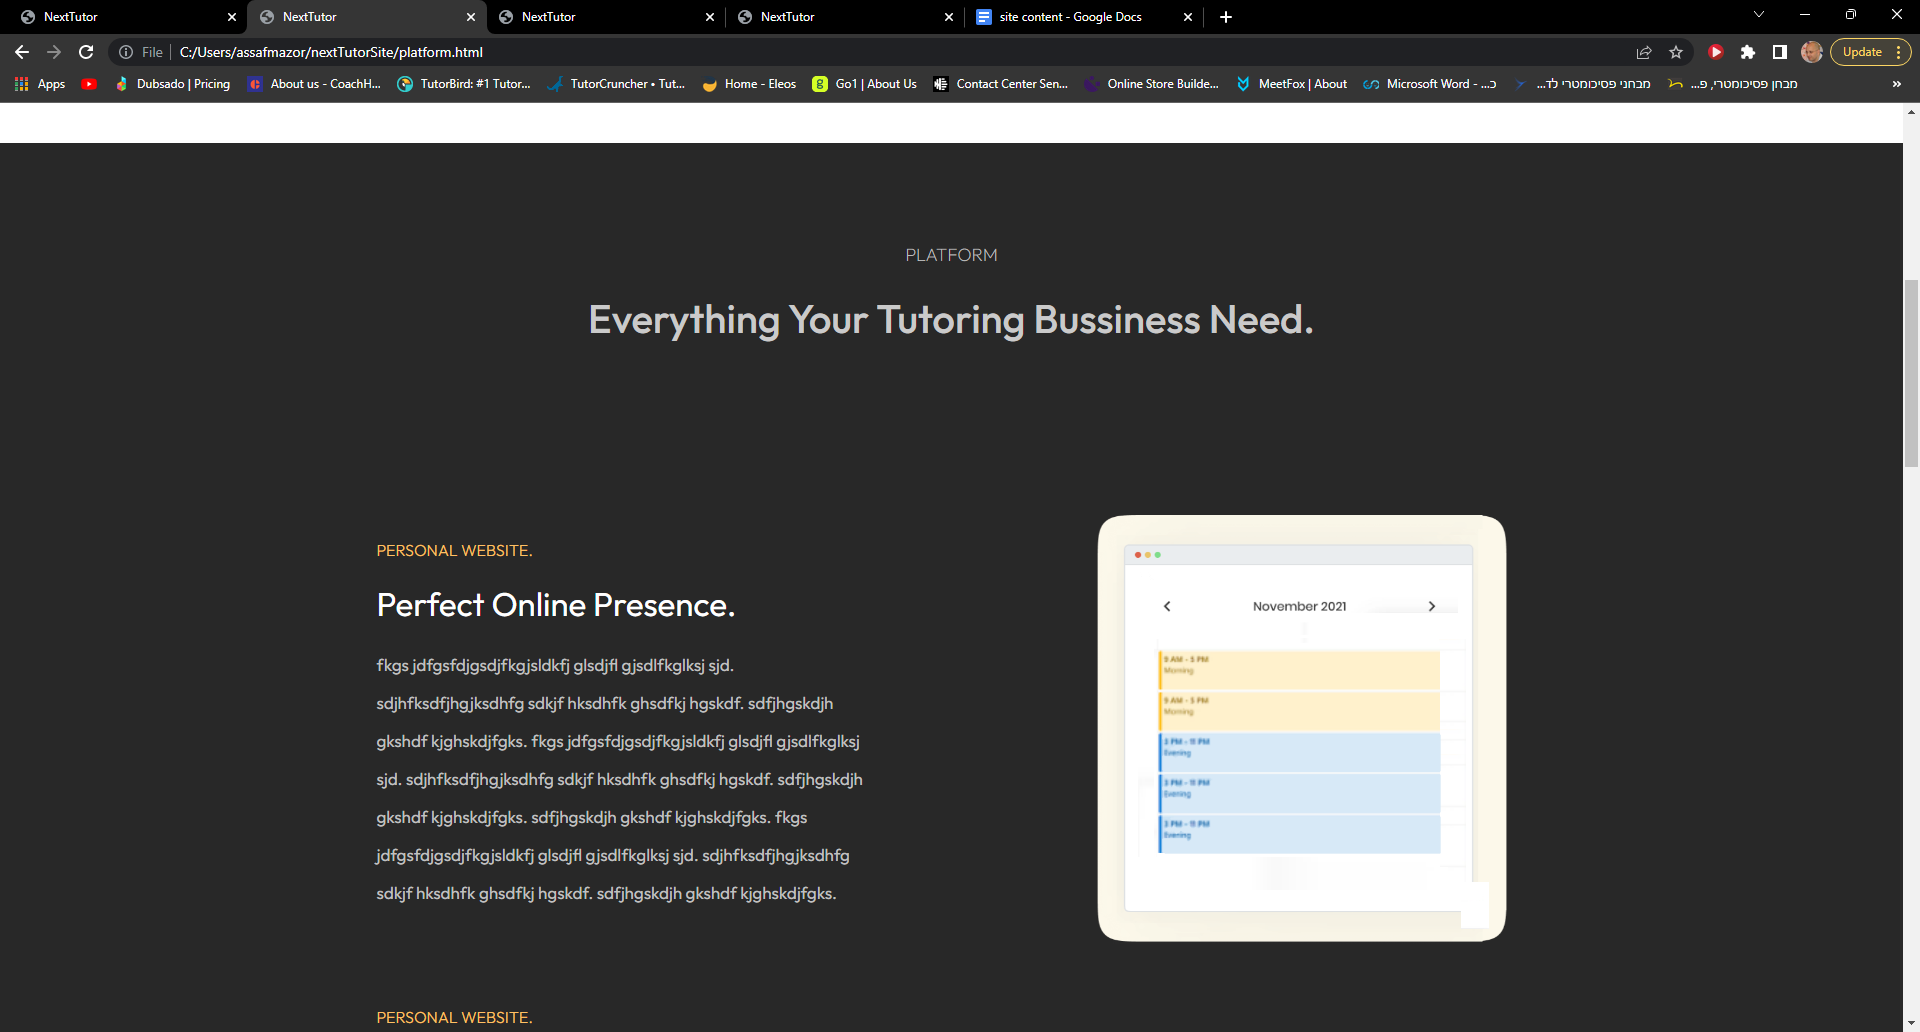 NextTutor
NextTutor
NextTutor
NextTutor
site content - Google Docs
File
C:/Users/assafmazor/nextTutorSite/platform.html
Update
Apps
Dubsado | Pricing
About us - CoachH...
TutorBird: #1 Tutor...
TutorCruncher • Tut...
Home - Eleos
Go1 | About Us
Contact Center Sen...
Online Store Builde...
MeetFox | About
Microsoft Word - ...כ
מבחני פסיכומטרי לד...
מבחן פסיכומטרי, פ...
PLATFORM
Everything Your Tutoring Bussiness Need.
PERSONAL WEBSITE.
Perfect Online Presence.
fkgs jdfgsfdjgsdjfkgjsldkfj glsdjfl gjsdlfkglksj sjd.
sdjhfksdfjhgjksdhfg sdkjf hksdhfk ghsdfkj hgskdf. sdfjhgskdjh
gkshdf kjghskdjfgks. fkgs jdfgsfdjgsdjfkgjsldkfj glsdjfl gjsdlfkglksj
sjd. sdjhfksdfjhgjksdhfg sdkjf hksdhfk ghsdfkj hgskdf. sdfjhgskdjh
gkshdf kjghskdjfgks. sdfjhgskdjh gkshdf kjghskdjfgks. fkgs
jdfgsfdjgsdjfkgjsldkfj glsdjfl gjsdlfkglksj sjd. sdjhfksdfjhgjksdhfg
sdkjf hksdhfk ghsdfkj hgskdf. sdfjhgskdjh gkshdf kjghskdjfgks.
November 2021
9 AM - 5 PM
Morning
9 AM - 5 PM
Morning
3 PM - 11 PM
Evening
3 PM - 11 PM
Evening
3 PM - 11 PM
Evening
PERSONAL WEBSITE.